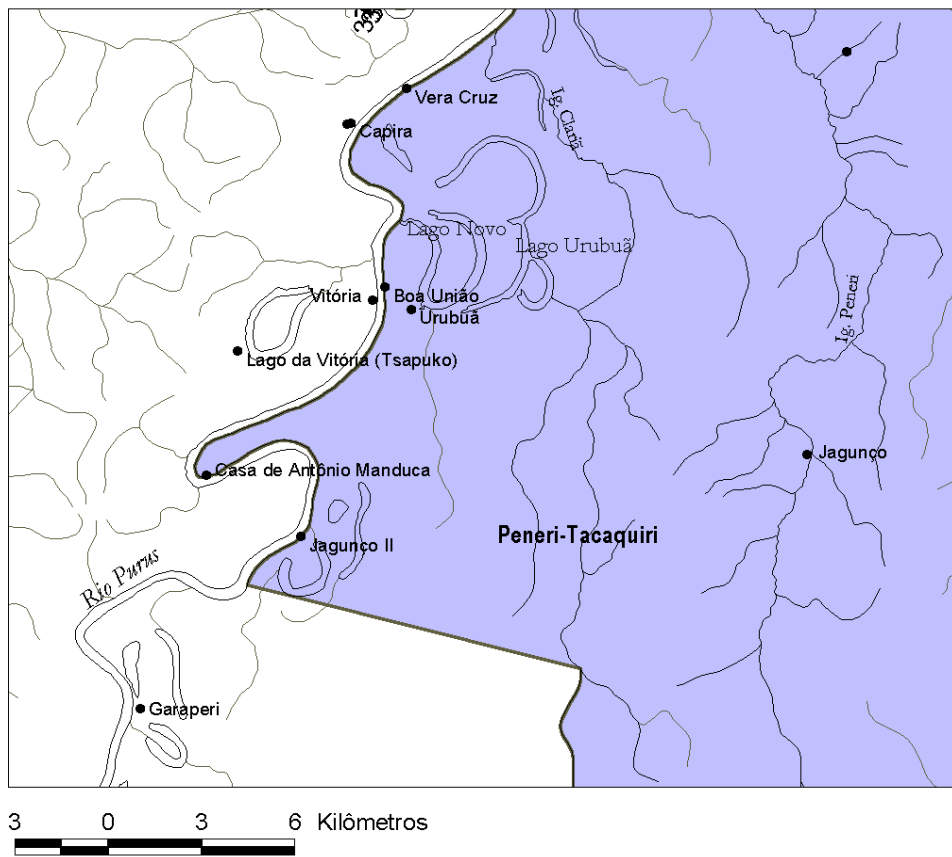 Vera Cruz
Capira
Ig. Clariã
Lago Novo
Lago Urubuã
Vitória
Boa União
Urubuã
Ig. Peneri
Lago da Vitória (Tsapuko)
Jagunço
Casa de Antônio Manduca
Peneri-Tacaquiri
Jagunço II
Rio Purus
Garaperi
3 0 3 6 Kilômetros